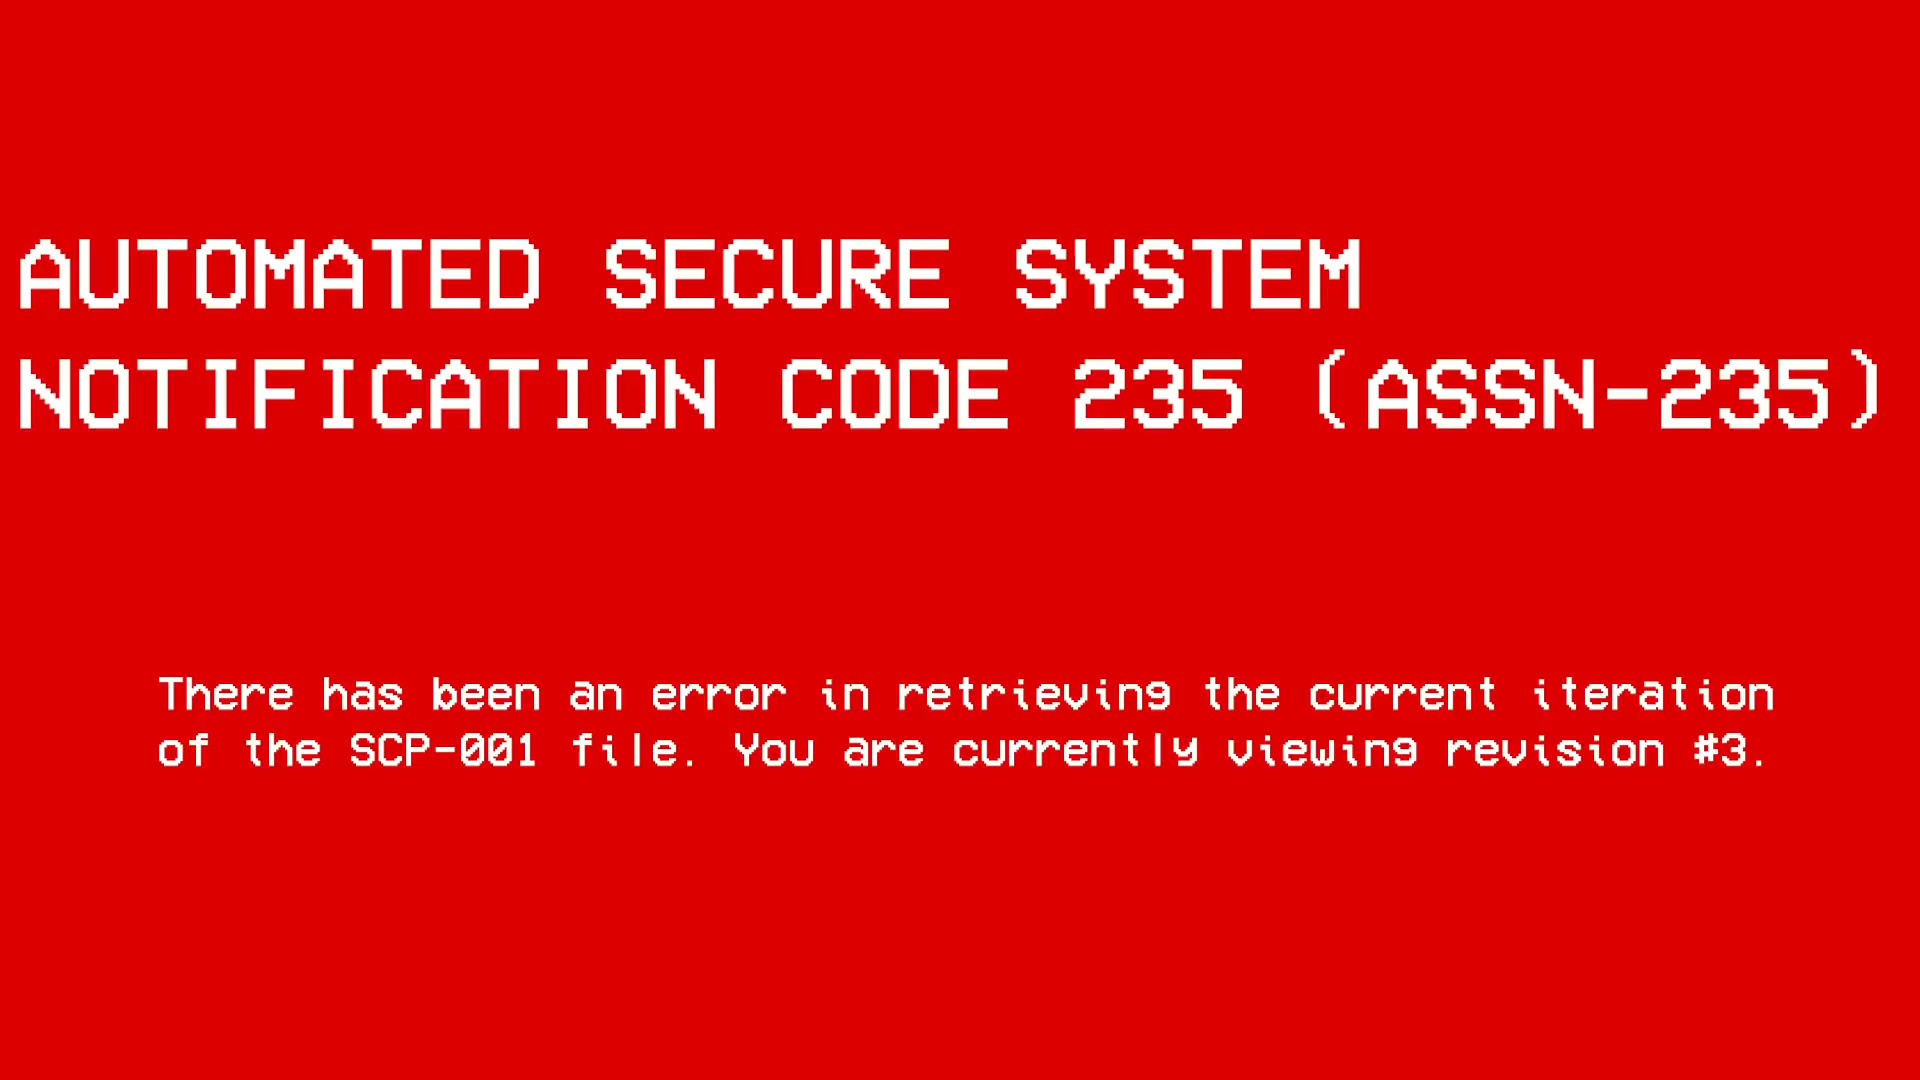 AUTOMATED SECURE SYSTEM
NOTIFICATION CODE 235 (ASSN-235)
There has been an error in retrieving the current iteration
of the SCP-001 file. You are currently viewing revision #3.